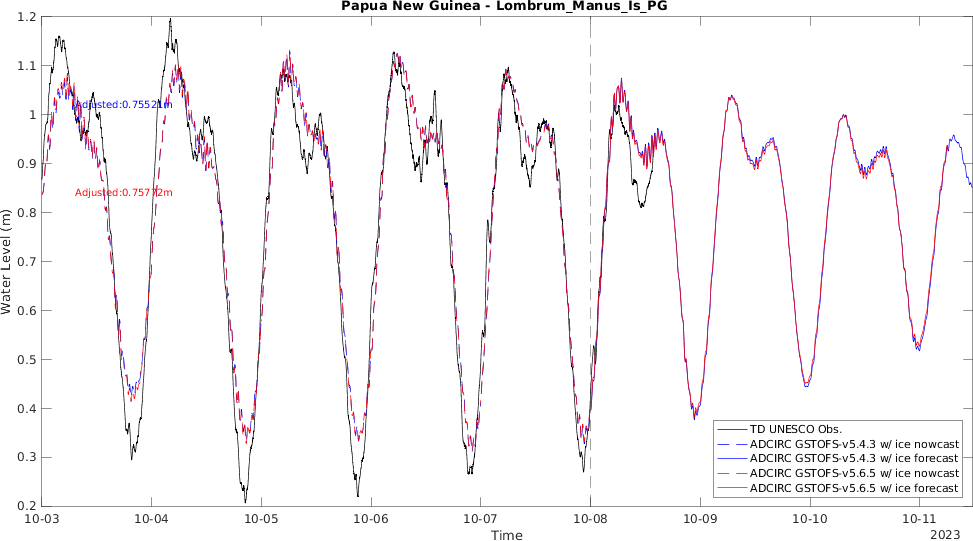 Papua New Guinea - Lombrum_Manus_Is_PG
Water Level (m)
1.2
1.1
1
0.9
0.8
0.7
0.6
0.5
0.4
0.3
0.2
Adjusted:0.75521m
Adjusted:0.75772m
TD UNESCO Obs.
ADCIRC GSTOFS-v5.4.3 w/ ice nowcast
ADCIRC GSTOFS-v5.4.3 w/ ice forecast
ADCIRC GSTOFS-v5.6.5 w/ ice nowcast
ADCIRC GSTOFS-v5.6.5 w/ ice forecast
10-03 10-04 10-05 10-06 10-07 10-08 10-09 10-10 10-11
Time
2023